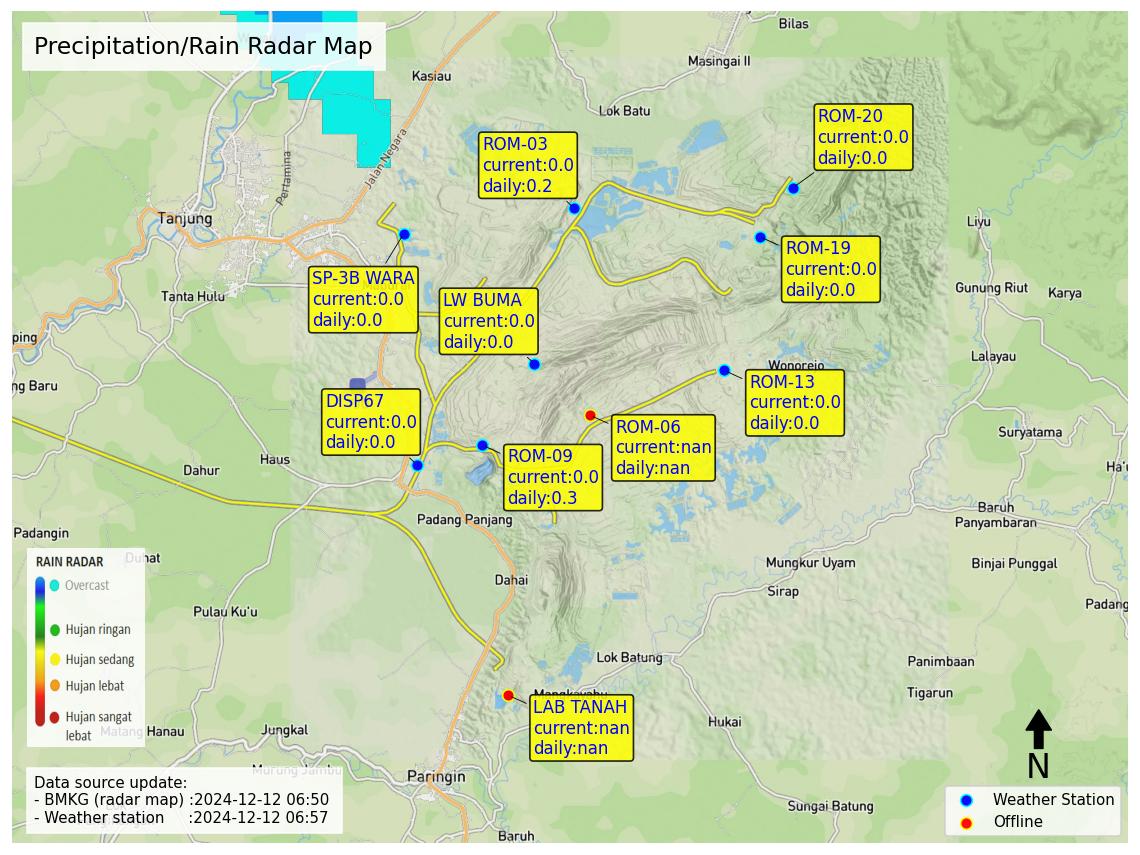 Precipitation/Rain Radar Map
Bilas
Masingai II
Kasiau
Lok Batu
Jalan Negara
Pertamina
ROM-20
current:0.0
daily:0.0
ROM-03
current:0.0
daily:0.2
Tanjung
Liyu
ROM-19
current:0.0
daily:0.0
SP-3B WARA
current:0.0
daily:0.0
Tanta Hulu
LW BUMA
current:0.0
daily:0.0
Gunung Riut
Karya
ping
Lalayau
ng Baru
Wonorejo
ROM-13
current:0.0
daily:0.0
DISP67
current:0.0
daily:0.0
ROM-06
current:nan
daily:nan
Suryatama
Haus
Dahur
ROM-09
current:0.0
daily:0.3
Ha'u
Baruh
Panyambaran
Padang Panjang
Padangin
Duhat
Mungkur Uyam
Binjai Punggal
Dahai
Sirap
Padang
Pulau Ku'u
RAIN RADAR
Overcast
Hujan ringan
Hujan sedang
Hujan lebat
Hujan sangat
lebat
Lok Batung
Panimbaan
Tigarun
Mangkayahu
LAB TANAH
current:nan
daily:nan
Hukai
Matang Hanau
Jungkal
Murung Jambu
Paringin
Sungai Batung
Baruh
Data source update:
- BMKG (radar map) :2024-12-12 06:50
- Weather station :2024-12-12 06:57
N
Weather Station
Offline